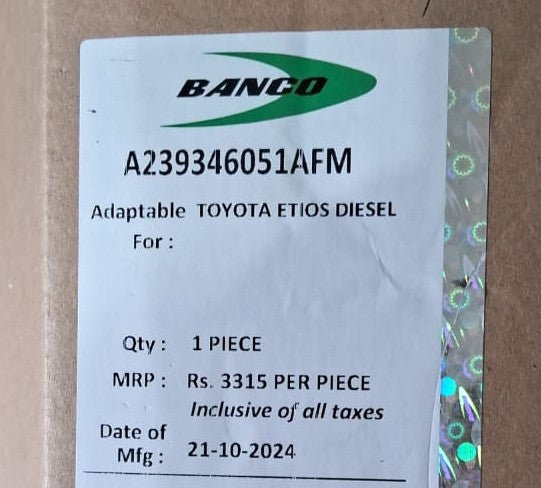 BANCO
A239346051AFM
Adaptable TOYOTA ETIOS DIESEL
For :
Qty : 1 PIECE
MRP : Rs. 3315 PER PIECE
Inclusive of all taxes
Date of
Mfg : 21-10-2024